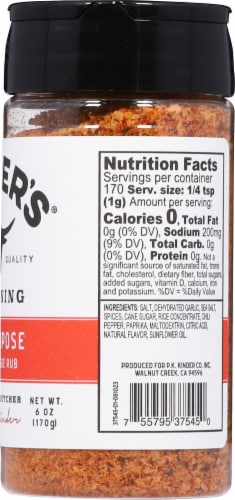 ER'S®
QUALITY
NING
POSE
RUB
UTCHER
NET WT.
6 OZ
(170g)
Nutrition Facts
Servings per container
170 Serv. size: 1/4 tsp
(1g) Amount per serving:
Calories 0, Total Fat
0g (0% DV), Sodium 200mg
(9% DV), Total Carb. 0g
(0% DV), Protein 0g. Not a
significant source of saturated fat, trans
fat, cholesterol, dietary fiber, total sugars,
added sugars, vitamin D, calcium, iron
and potassium. %DV = %Daily Value
INGREDIENTS: SALT, DEHYDRATED GARLIC, SEA SALT,
SPICES, CANE SUGAR, RICE CONCENTRATE, CHILI
PEPPER, PAPRIKA, MALTODEXTRIN, CITRIC ACID,
NATURAL FLAVOR, SUNFLOWER OIL.
PRODUCED FOR P.K. KINDER CO., INC.
WALNUT CREEK, CA 94596
37545-01-081023
7 55795 37545 0